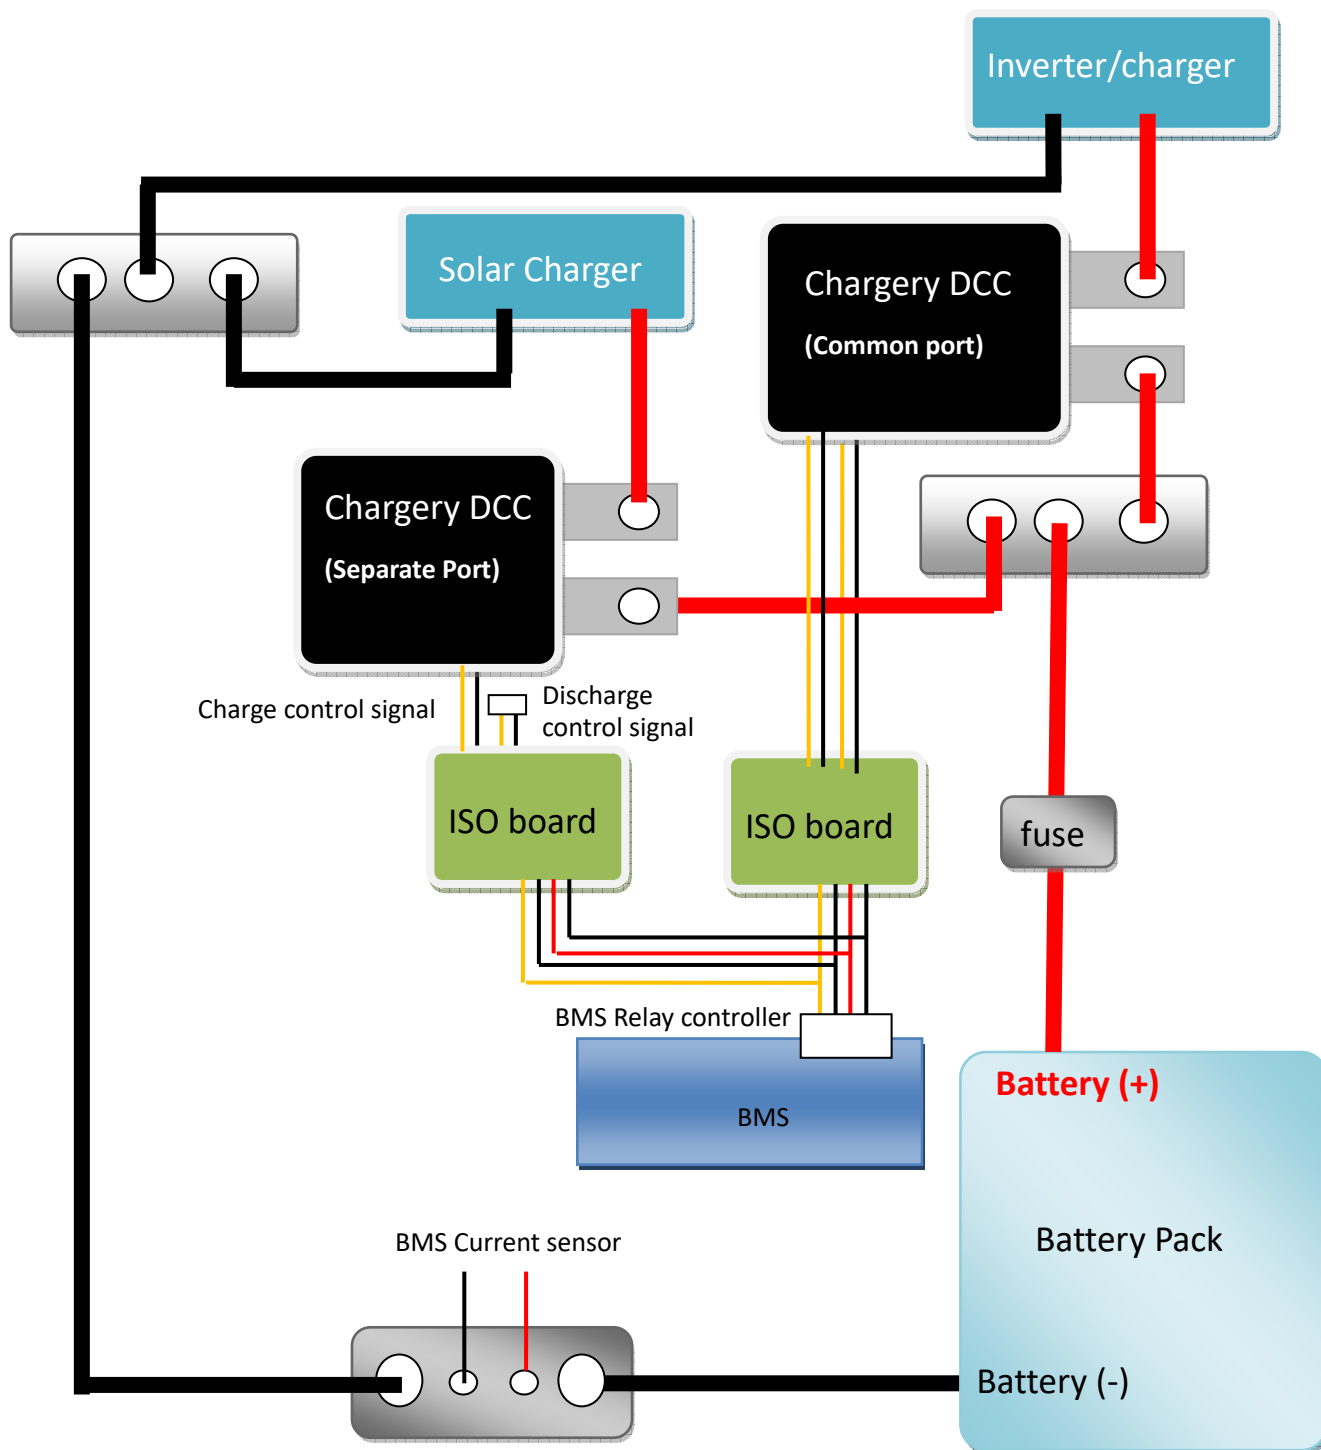 Inverter/charger
Solar Charger
Chargery DCC
(Common port)
Chargery DCC
(Separate Port)
Charge control signal
Discharge
control signal
ISO board
ISO board
fuse
BMS Relay controller
BMS
Battery (+)
Battery Pack
BMS Current sensor
Battery (-)